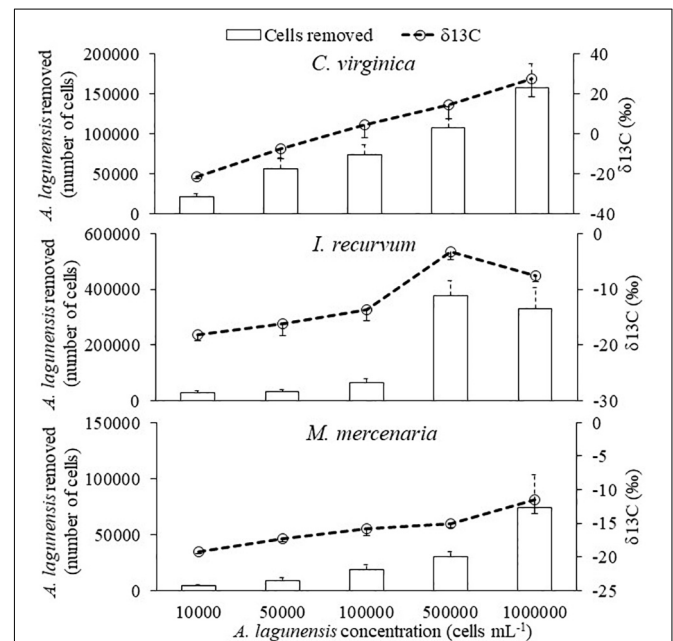 Cells removed δ13C
C. virginica
A. lagunensis removed
(number of cells)
200000
150000
100000
50000
0
40
20
0
-20
-40
δ13C (‰)
I. recurvum
A. lagunensis removed
(number of cells)
600000
400000
200000
0
0
-10
-20
-30
δ13C (‰)
M. mercenaria
A. lagunensis removed
(number of cells)
150000
100000
50000
0
0
-5
-10
-15
-20
-25
δ13C (‰)
10000 50000 100000 500000 1000000
A. lagunensis concentration (cells mL⁻¹)